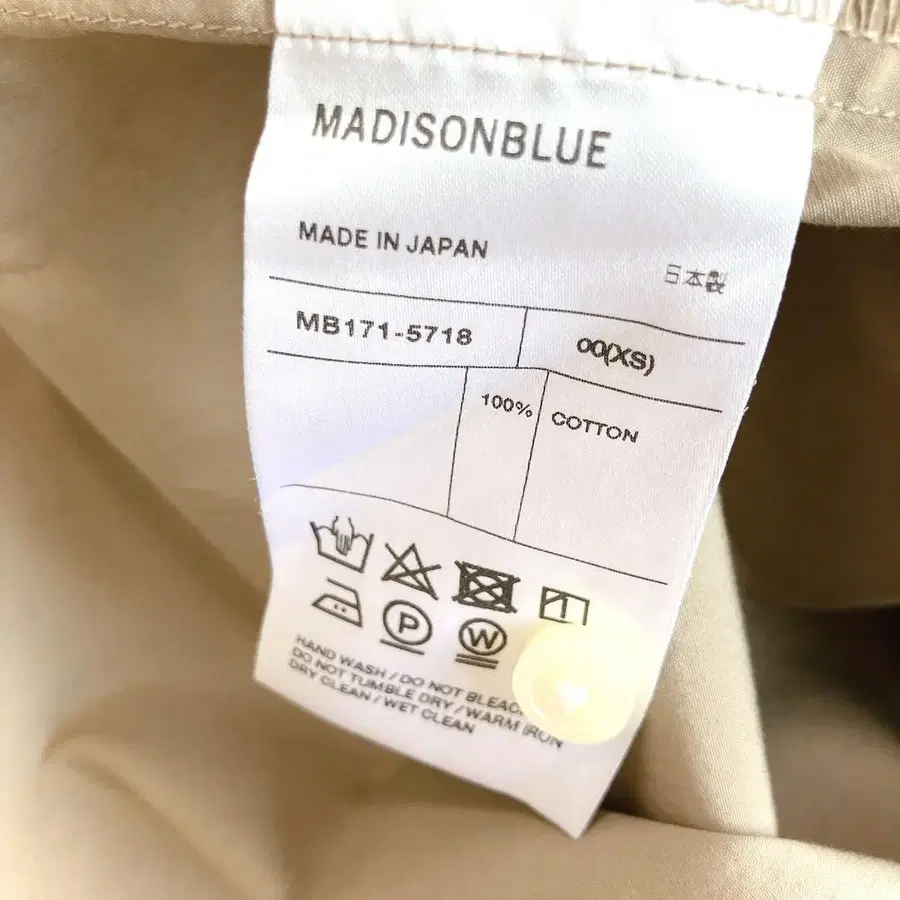 MADISONBLUE
MADE IN JAPAN
日本製
MB171-5718 00(XS)
100% COTTON
P W
HAND WASH / DO NOT BLEAC
DO NOT TUMBLE DRY / WARM IRON
DRY CLEAN / WET CLEAN